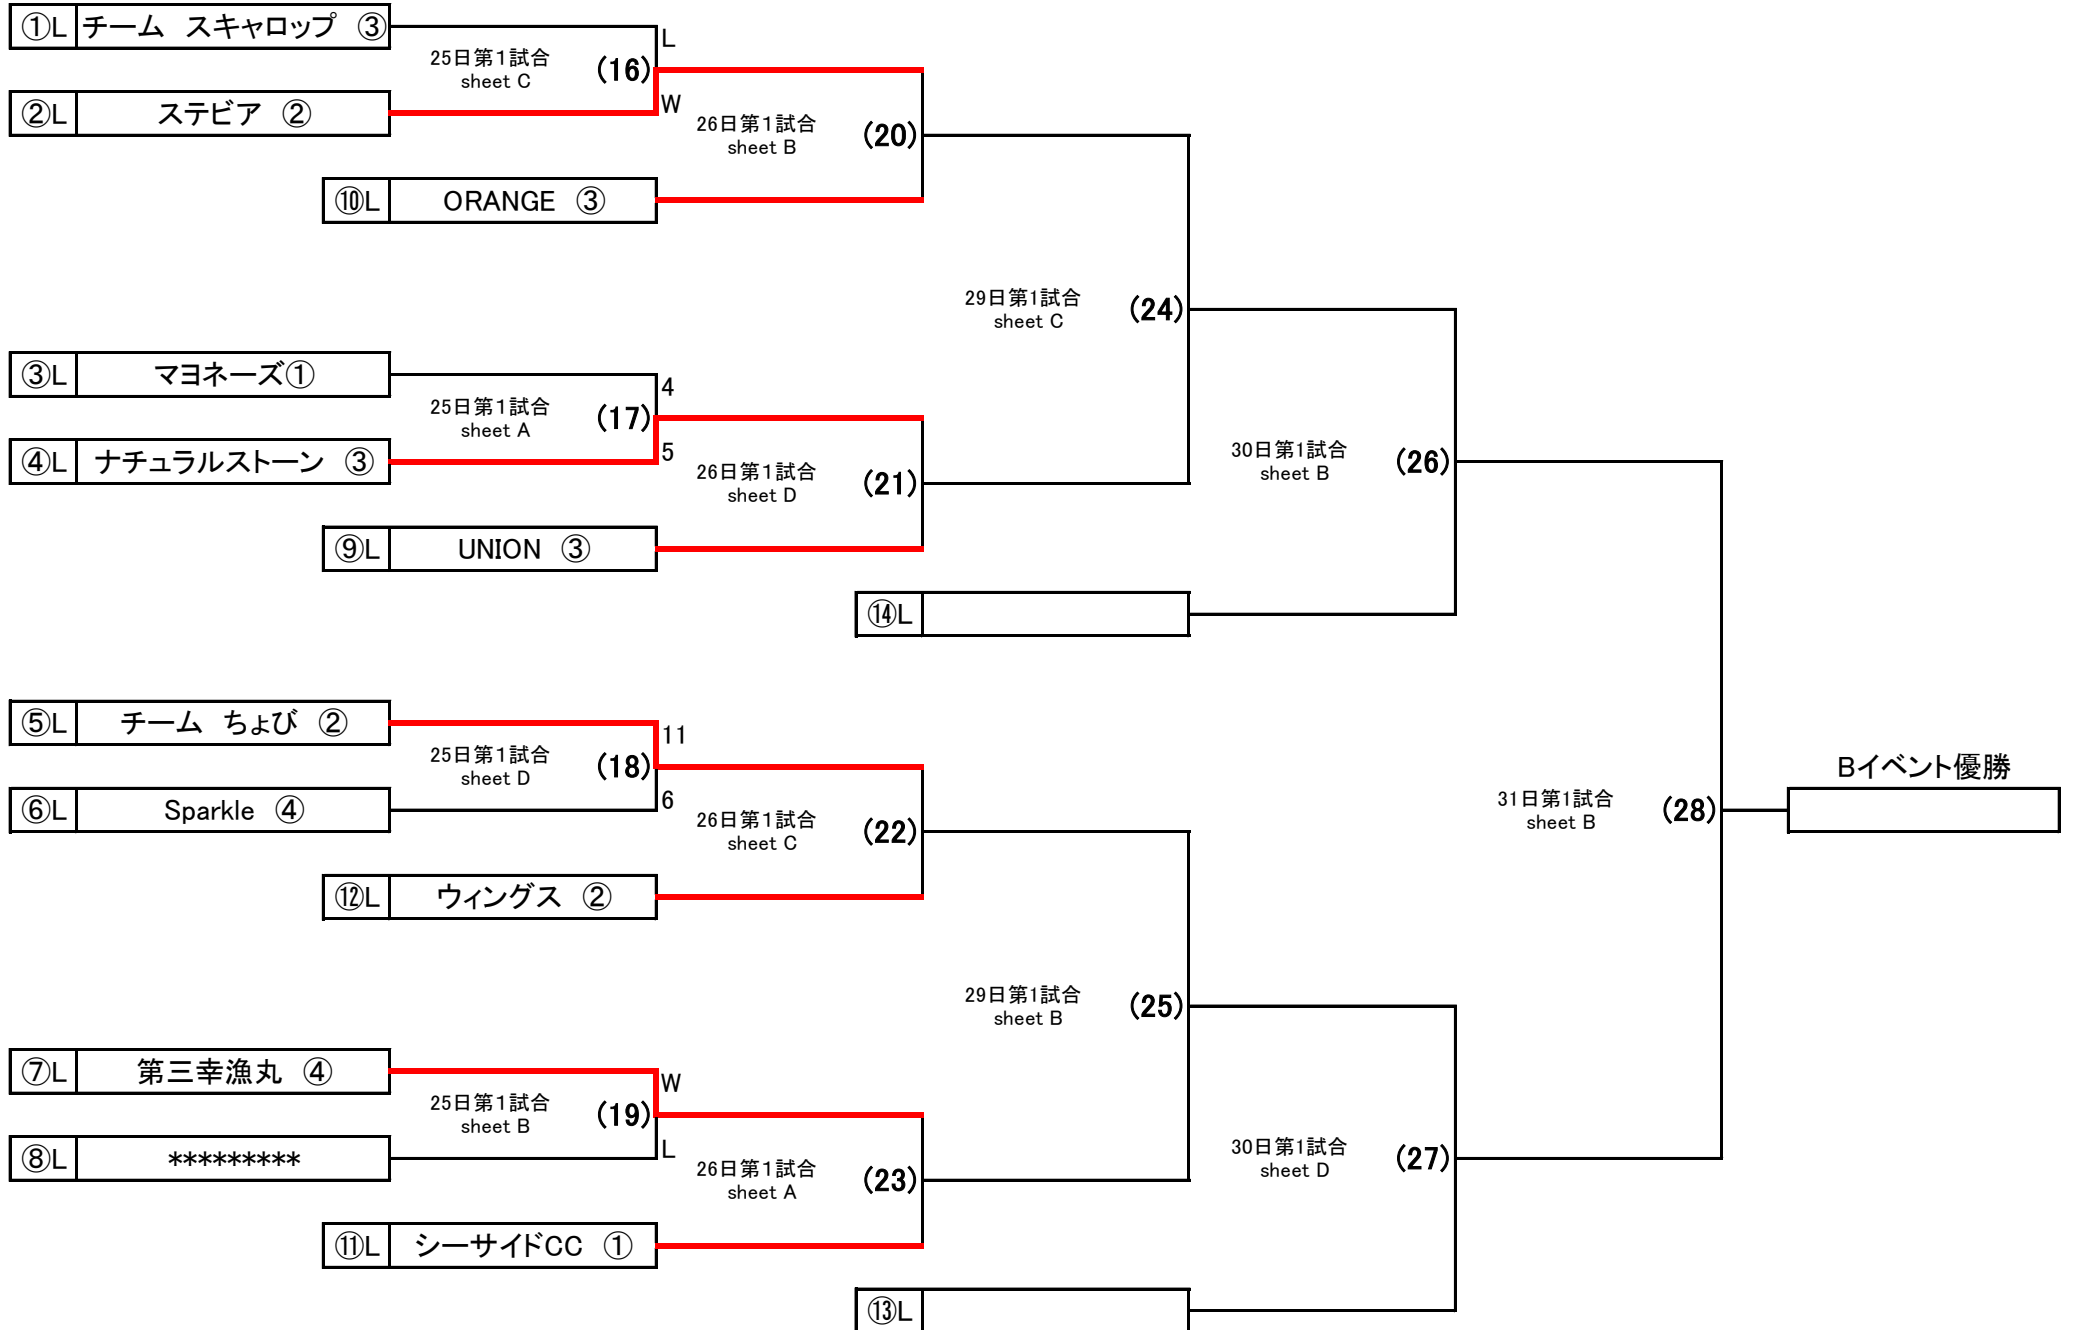 ①L チーム　スキャロップ　③
L
25日第1試合
sheet C
(16)
②L ステビア　②
W
26日第1試合
sheet B
(20)
⑩L ORANGE　③
29日第1試合
sheet C
(24)
③L マヨネーズ①
4
25日第1試合
sheet A
(17)
④L ナチュラルストーン　③
5
26日第1試合
sheet D
(21)
30日第1試合
sheet B
(26)
⑨L UNION　③
⑭L
⑤L チーム　ちょび　②
11
25日第1試合
sheet D
(18)
⑥L Sparkle　④
6
26日第1試合
sheet C
(22)
31日第1試合
sheet B
(28)
Bイベント優勝
⑫L ウィングス　②
29日第1試合
sheet B
(25)
⑦L 第三幸漁丸　④
W
25日第1試合
sheet B
(19)
⑧L *********
L
26日第1試合
sheet A
(23)
30日第1試合
sheet D
(27)
⑪L シーサイドCC　①
⑬L